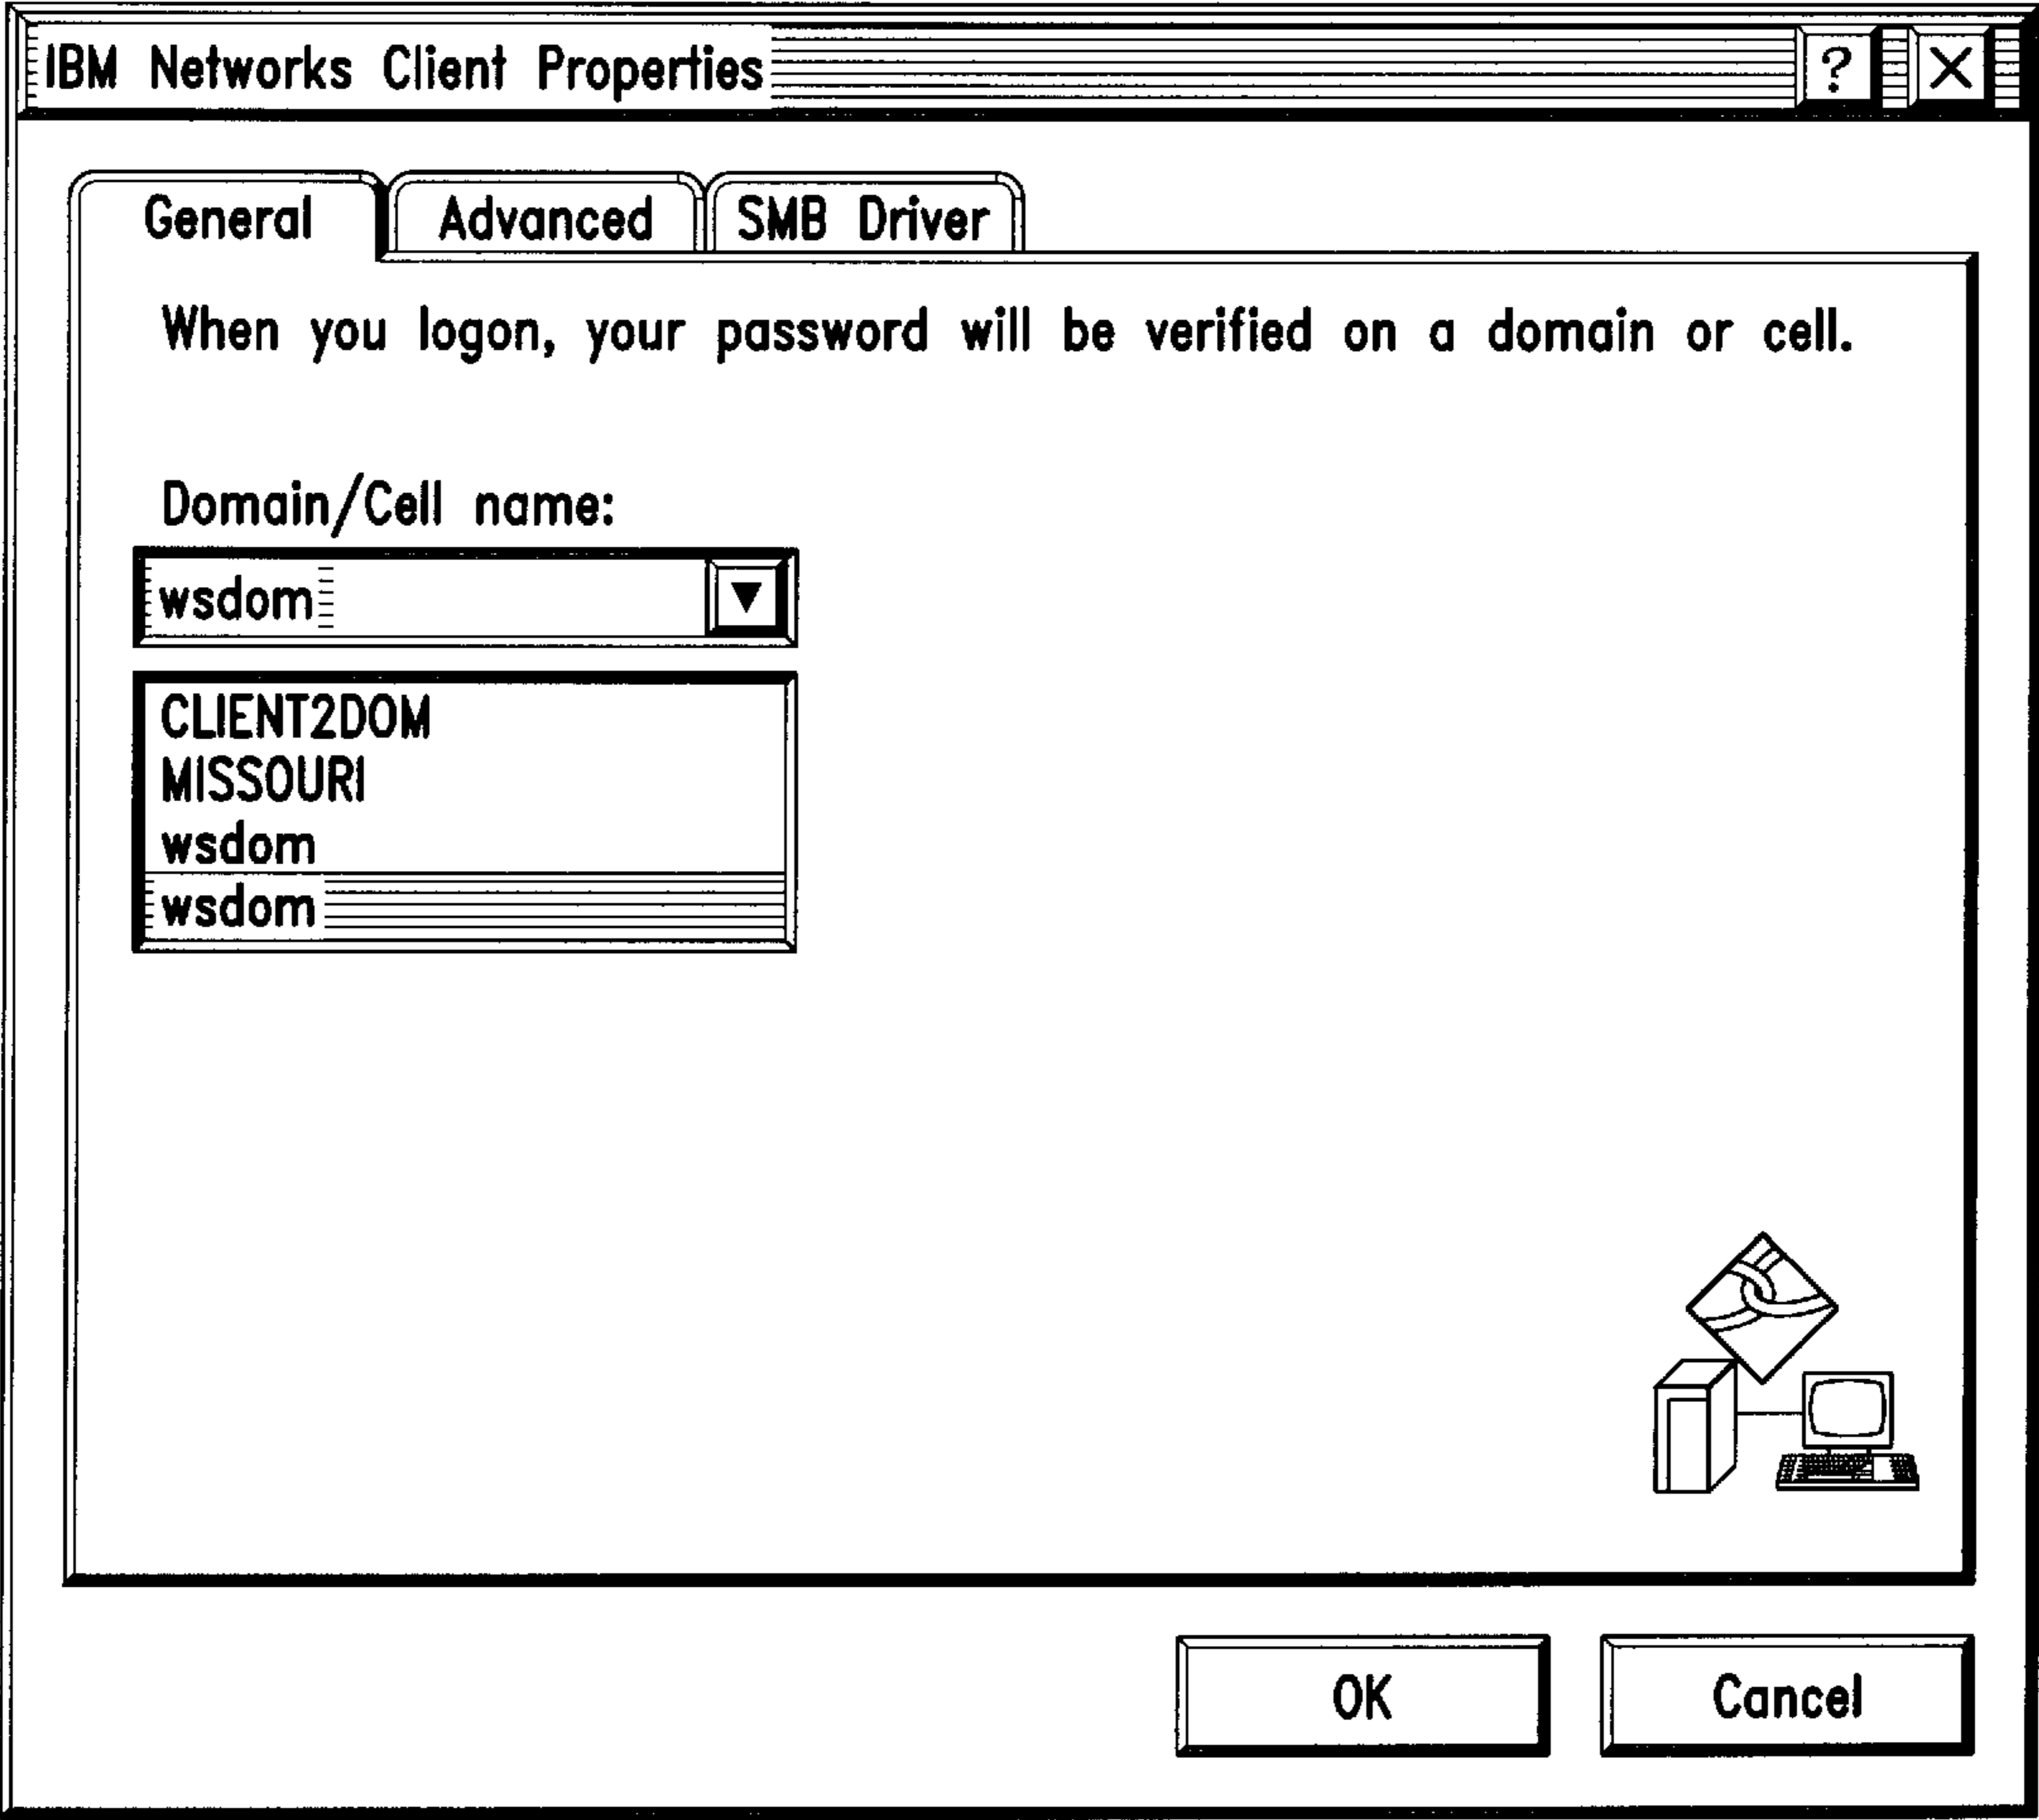 IBM Networks Client Properties ? X
General Advanced SMB Driver
When you logon, your password will be verified on a domain or cell.
Domain/Cell name:
wsdom
CLIENT2DOM
MISSOURI
wsdom
wsdom
OK Cancel